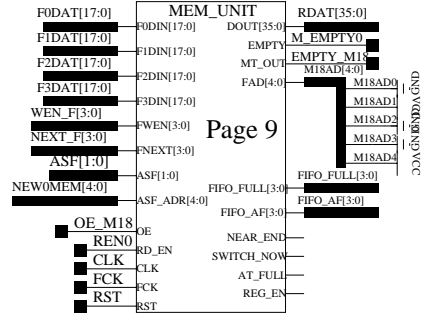 MEM_UNIT
F0DAT[17:0]
F0DIN[17:0]
F1DAT[17:0]
F1DIN[17:0]
F2DAT[17:0]
F2DIN[17:0]
F3DAT[17:0]
F3DIN[17:0]
WEN_F[3:0]
FWEN[3:0]
NEXT_F[3:0]
FNEXT[3:0]
ASF[1:0]
ASF[1:0]
NEW0MEM[4:0]
ASF_ADR[4:0]
OE_M18
OE
REN0
RD_EN
CLK
CLK
FCK
FCK
RST
RST
Page 9
RDAT[35:0]
DOUT[35:0]
M_EMPTY0
EMPTY
EMPTY_M18
MT_OUT
M18AD[4:0]
FAD[4:0]
M18AD0
M18AD1
M18AD2
M18AD3
M18AD4
GND
VCC
FIFO_FULL[3:0]
FIFO_FULL[3:0]
FIFO_AF[3:0]
FIFO_AF[3:0]
NEAR_END
SWITCH_NOW
AT_FULL
REG_EN